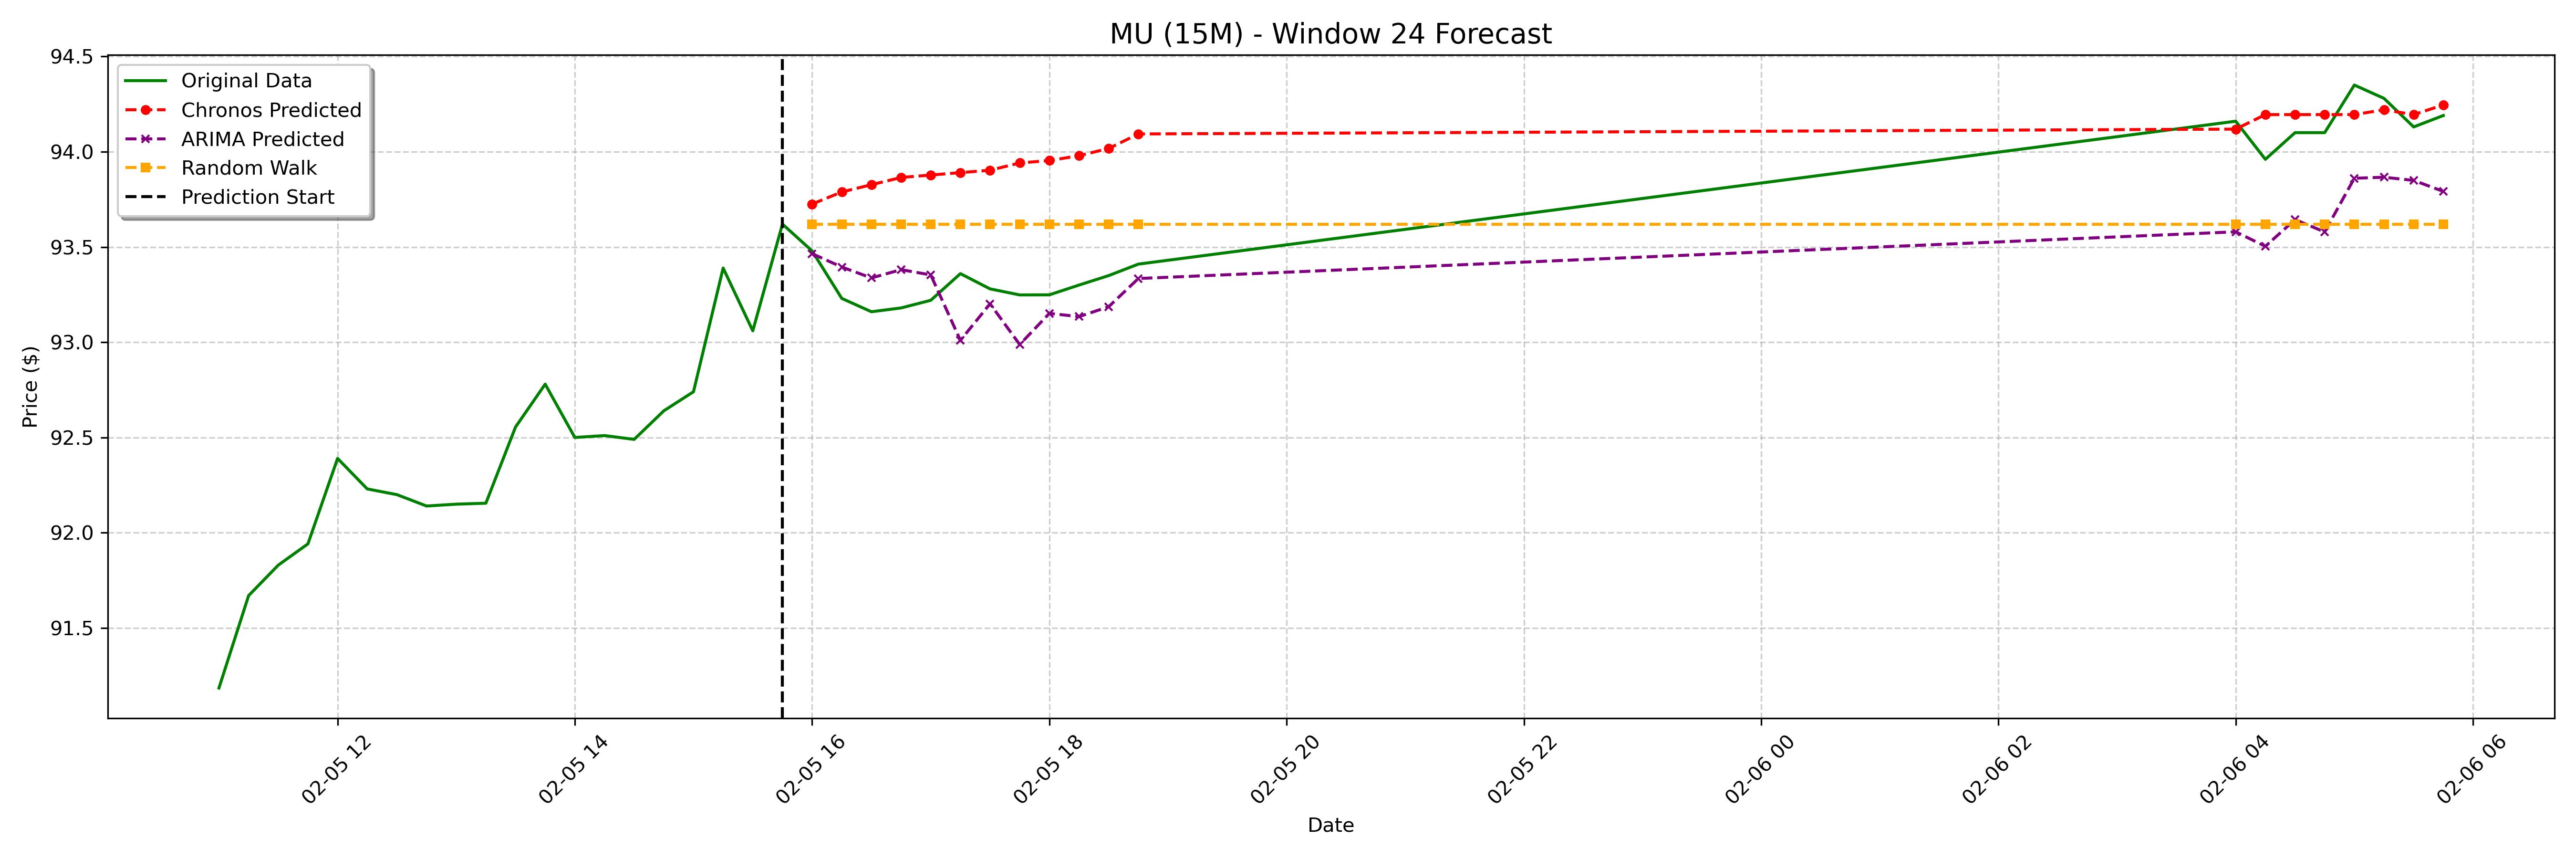 MU (15M) - Window 24 Forecast
Original Data
Chronos Predicted
ARIMA Predicted
Random Walk
Prediction Start
Price ($)
94.5
94.0
93.5
93.0
92.5
92.0
91.5
02-05 12
02-05 14
02-05 16
02-05 18
02-05 20
02-05 22
02-06 00
02-06 02
02-06 04
02-06 06
Date